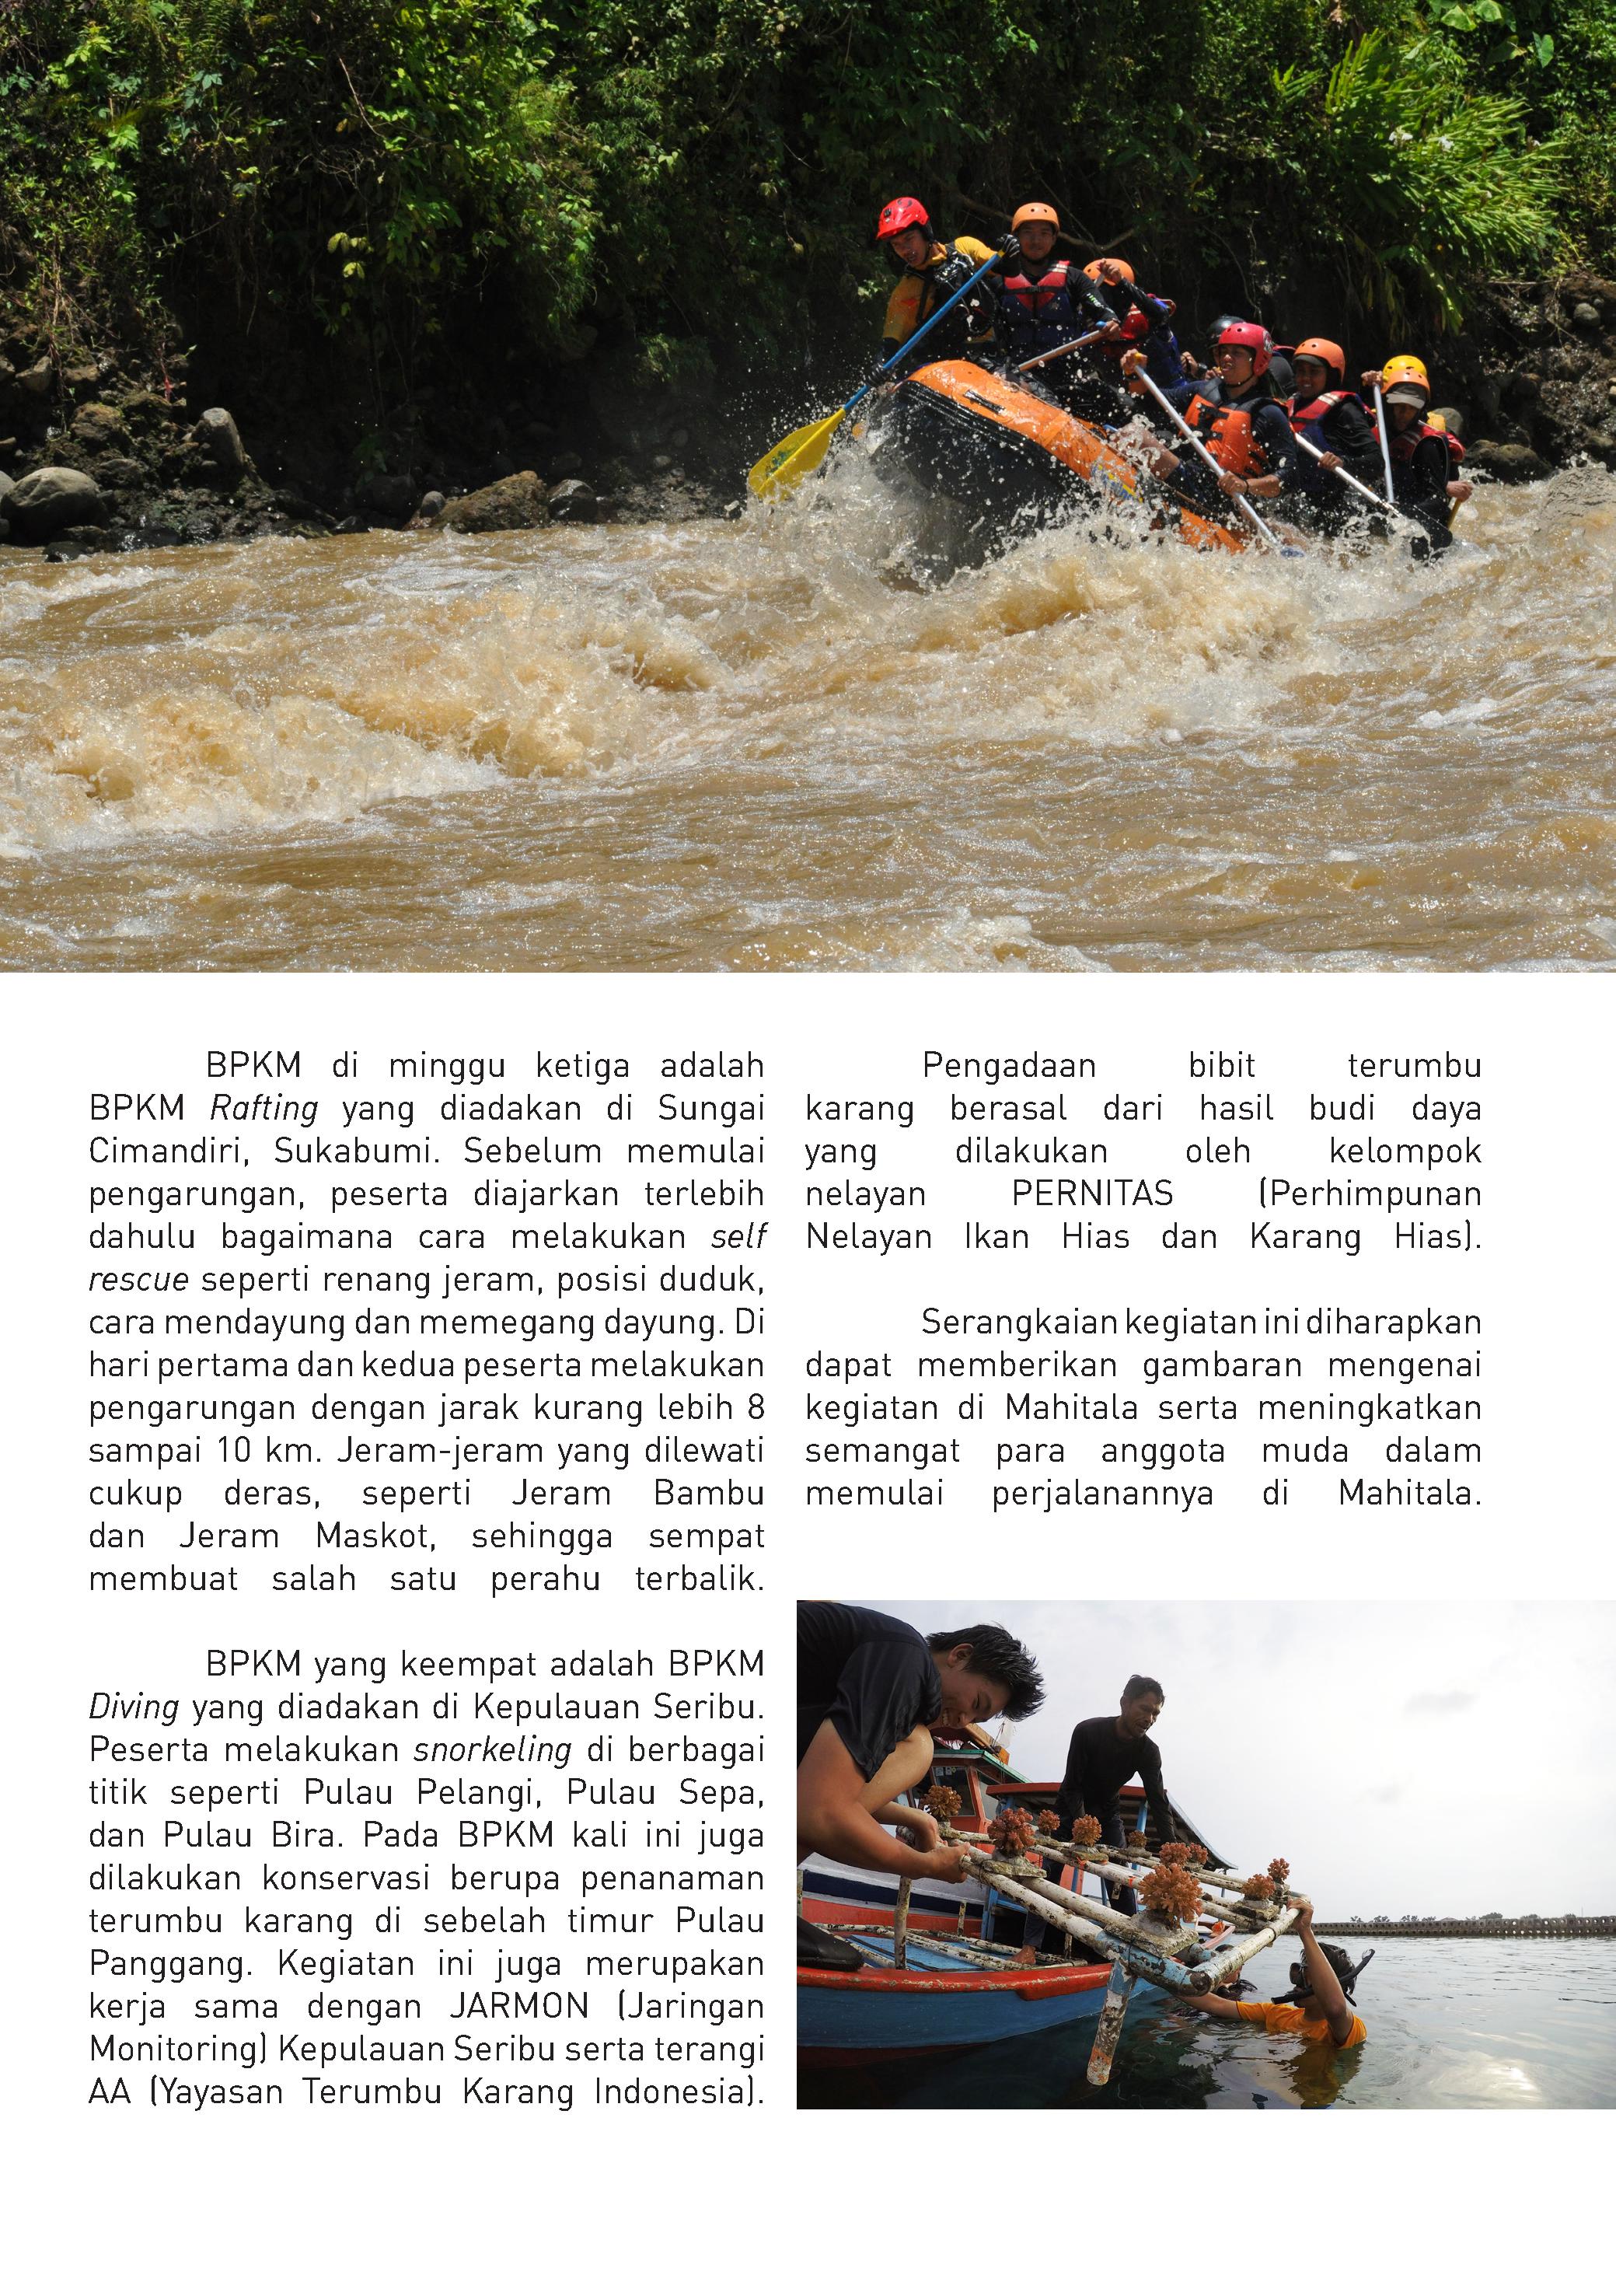 BPKM di minggu ketiga adalah
BPKM Rafting yang diadakan di Sungai
Cimandiri, Sukabumi. Sebelum memulai
pengarungan, peserta diajarkan terlebih
dahulu bagaimana cara melakukan self
rescue seperti renang jeram, posisi duduk,
cara mendayung dan memegang dayung. Di
hari pertama dan kedua peserta melakukan
pengarungan dengan jarak kurang lebih 8
sampai 10 km. Jeram-jeram yang dilewati
cukup deras, seperti Jeram Bambu
dan Jeram Maskot, sehingga sempat
membuat salah satu perahu terbalik.
BPKM yang keempat adalah BPKM
Diving yang diadakan di Kepulauan Seribu.
Peserta melakukan snorkeling di berbagai
titik seperti Pulau Pelangi, Pulau Sepa,
dan Pulau Bira. Pada BPKM kali ini juga
dilakukan konservasi berupa penanaman
terumbu karang di sebelah timur Pulau
Panggang. Kegiatan ini juga merupakan
kerja sama dengan JARMON (Jaringan
Monitoring) Kepulauan Seribu serta terangi
AA (Yayasan Terumbu Karang Indonesia).
Pengadaan bibit terumbu
karang berasal dari hasil budi daya
yang dilakukan oleh kelompok
nelayan PERNITAS (Perhimpunan
Nelayan Ikan Hias dan Karang Hias).
Serangkaian kegiatan ini diharapkan
dapat memberikan gambaran mengenai
kegiatan di Mahitala serta meningkatkan
semangat para anggota muda dalam
memulai perjalanannya di Mahitala.